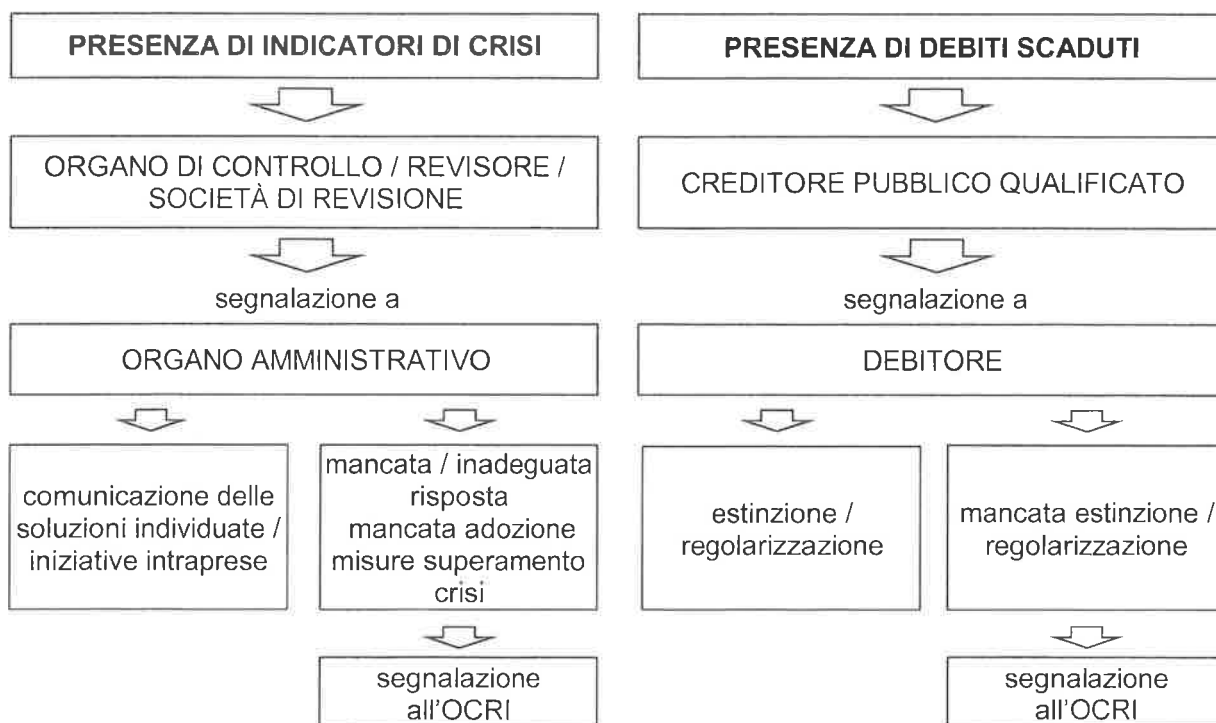 PRESENZA DI INDICATORI DI CRISI
ORGANO DI CONTROLLO / REVISORE /
SOCIETÀ DI REVISIONE
segnalazione a
ORGANO AMMINISTRATIVO
comunicazione delle
soluzioni individuate /
iniziative intraprese
mancata / inadeguata
risposta
mancata adozione
misure superamento
crisi
segnalazione
all'OCRI
PRESENZA DI DEBITI SCADUTI
CREDITORE PUBBLICO QUALIFICATO
segnalazione a
DEBITORE
estinzione /
regolarizzazione
mancata estinzione /
regolarizzazione
segnalazione
all'OCRI